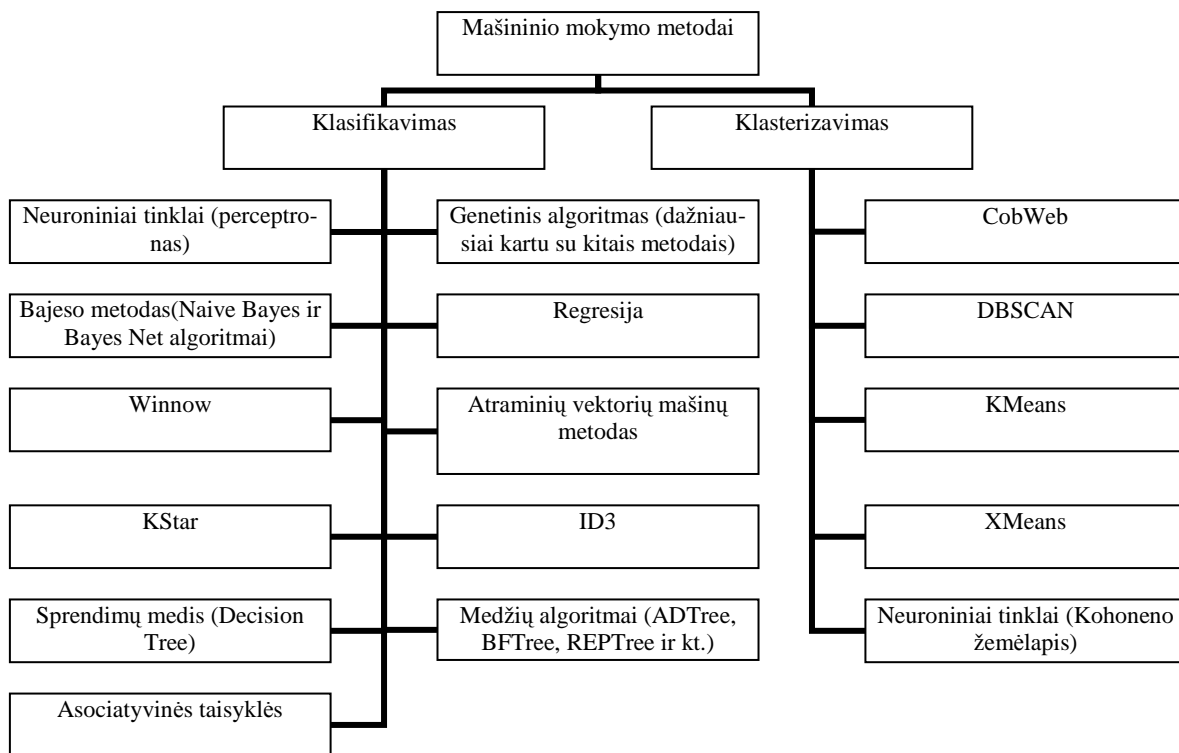 Mašininio mokymo metodai
Klasifikavimas
Klasterizavimas
Neuroniniai tinklai (perceptro-
nas)
Genetinis algoritmas (dažniau-
siai kartu su kitais metodais)
CobWeb
Bajeso metodas(Naive Bayes ir
Bayes Net algoritmai)
Regresija
DBSCAN
Winnow
Atraminių vektorių mašinų
metodas
KMeans
KStar
ID3
XMeans
Sprendimų medis (Decision
Tree)
Medžių algoritmai (ADTree,
BFTree, REPTree ir kt.)
Neuroniniai tinklai (Kohoneno
žemėlapis)
Asociatyvinės taisyklės